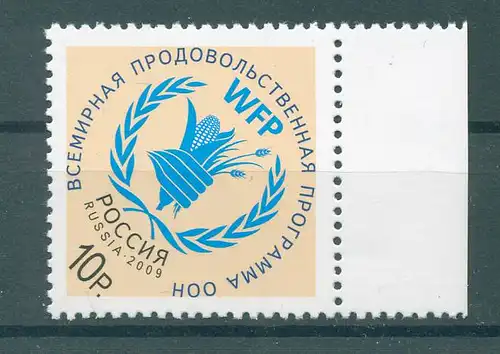 ВСЕМИРНАЯ ПРОДОВОЛЬСТВЕННАЯ ПРОГРАММА ООН
WFP
РОССИЯ
RUSSIA·2009
10Р.